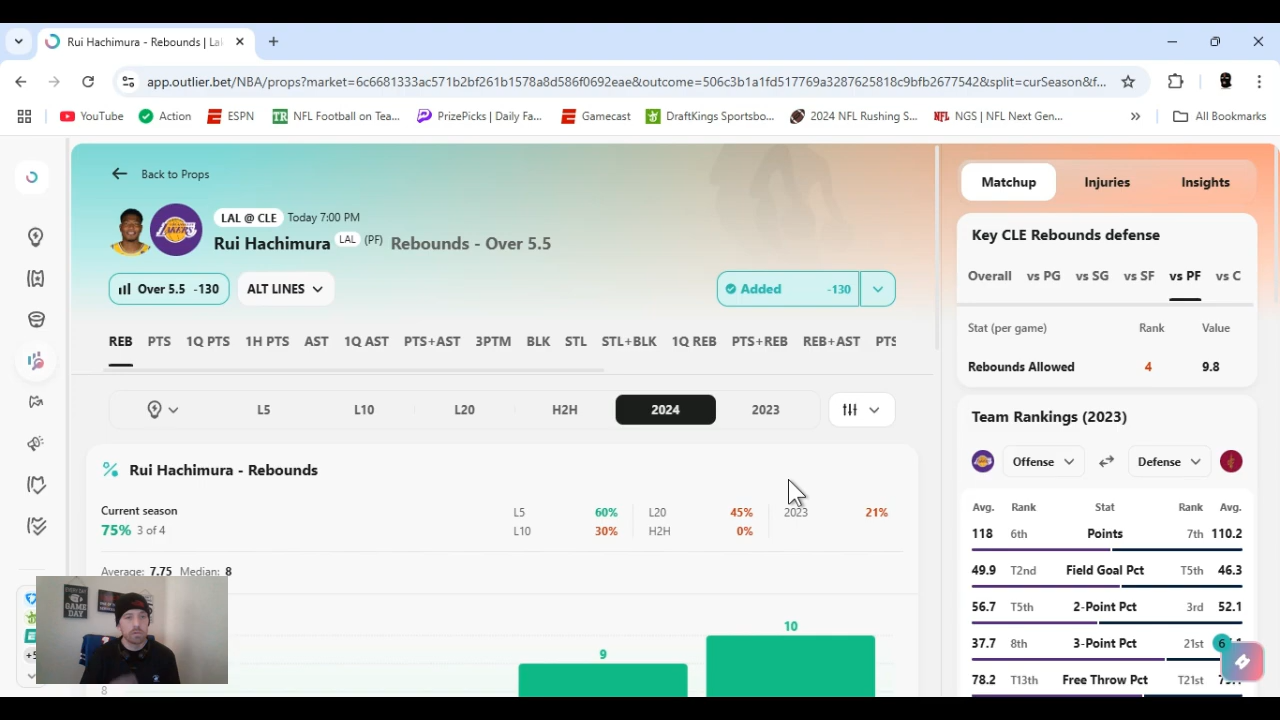 Rui Hachimura - Rebounds | La
app.outlier.bet/NBA/props?market=6c6681333ac571b2bf261b1578a8d586f0692eae&outcome=506c3b1a1fd517769a3287625818c9bfb2677542&split=curSeason&f...
YouTube Action ESPN NFL Football on Tea... PrizePicks | Daily Fa... Gamecast DraftKings Sportsbo... 2024 NFL Rushing S... NFL NGS | NFL Next Gen... » All Bookmarks
Back to Props
LAL @ CLE Today 7:00 PM
Rui Hachimura LAL (PF) Rebounds - Over 5.5
Over 5.5 -130 ALT LINES Added -130
REB PTS 1Q PTS 1H PTS AST 1Q AST PTS+AST 3PTM BLK STL STL+BLK 1Q REB PTS+REB REB+AST PTS
L5 L10 L20 H2H 2024 2023
Rui Hachimura - Rebounds
Current season
75% 3 of 4
L5 60% L20 45% 2023 21%
L10 30% H2H 0%
Average: 7.75 Median: 8
10
9
8
GAME DAY
Matchup Injuries Insights
Key CLE Rebounds defense
Overall vs PG vs SG vs SF vs PF vs C
Stat (per game) Rank Value
Rebounds Allowed 4 9.8
Team Rankings (2023)
Offense Defense
Avg. Rank Stat Rank Avg.
118 6th Points 7th 110.2
49.9 T2nd Field Goal Pct T5th 46.3
56.7 T5th 2-Point Pct 3rd 52.1
37.7 8th 3-Point Pct 21st
78.2 T13th Free Throw Pct T21st